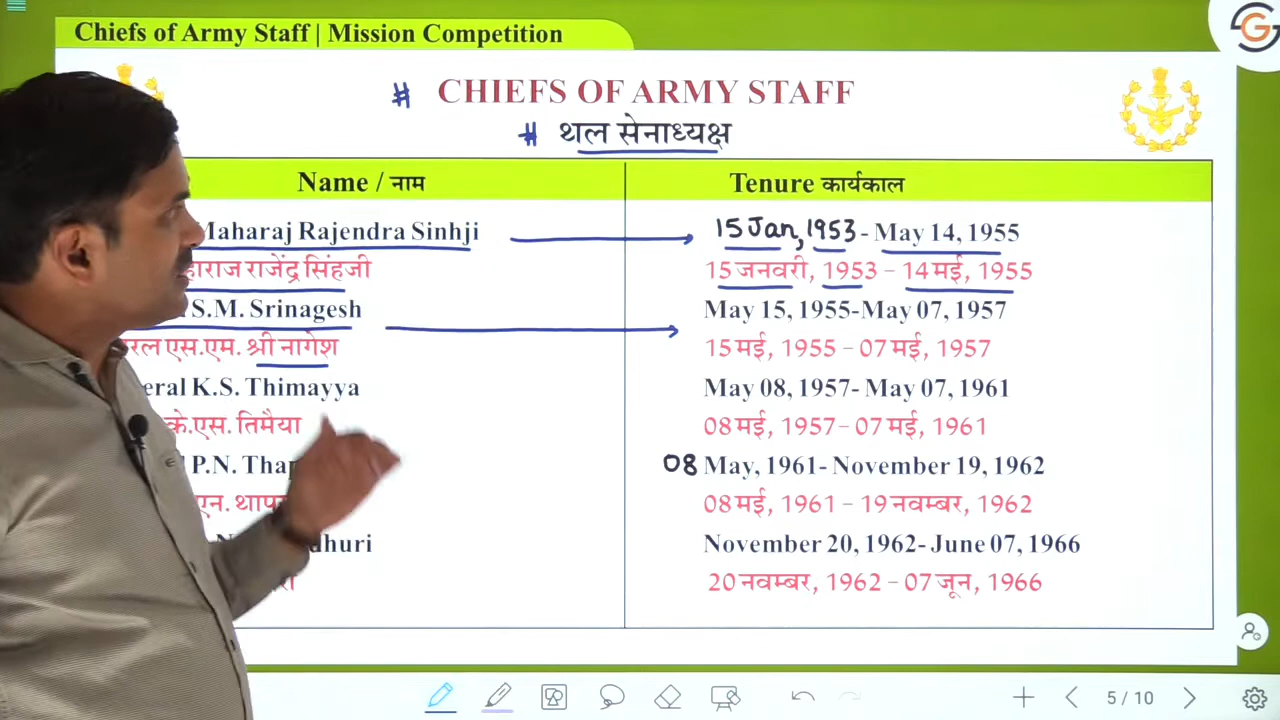 Chiefs of Army Staff | Mission Competition
# CHIEFS OF ARMY STAFF
# थल सेनाध्यक्ष
Name / नाम
Tenure कार्यकाल
Maharaj Rajendra Sinhji
15 Jan, 1953 - May 14, 1955
राजेंद्र सिंहजी
15 जनवरी, 1953 – 14 मई, 1955
S.M. Srinagesh
May 15, 1955-May 07, 1957
एस.एम. श्री नागेश
15 मई, 1955 – 07 मई, 1957
K.S. Thimayya
May 08, 1957- May 07, 1961
के.एस. तिमैया
08 मई, 1957 – 07 मई, 1961
P.N.
08 May, 1961- November 19, 1962
08 मई, 1961 – 19 नवम्बर, 1962
November 20, 1962- June 07, 1966
20 नवम्बर, 1962 – 07 जून, 1966
5 / 10